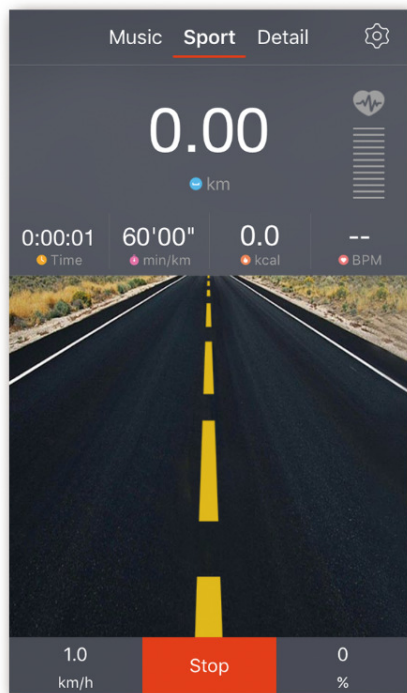 Music Sport Detail
0.00
km
0:00:01 60'00" 0.0 --
Time min/km kcal BPM
1.0 Stop 0
km/h %